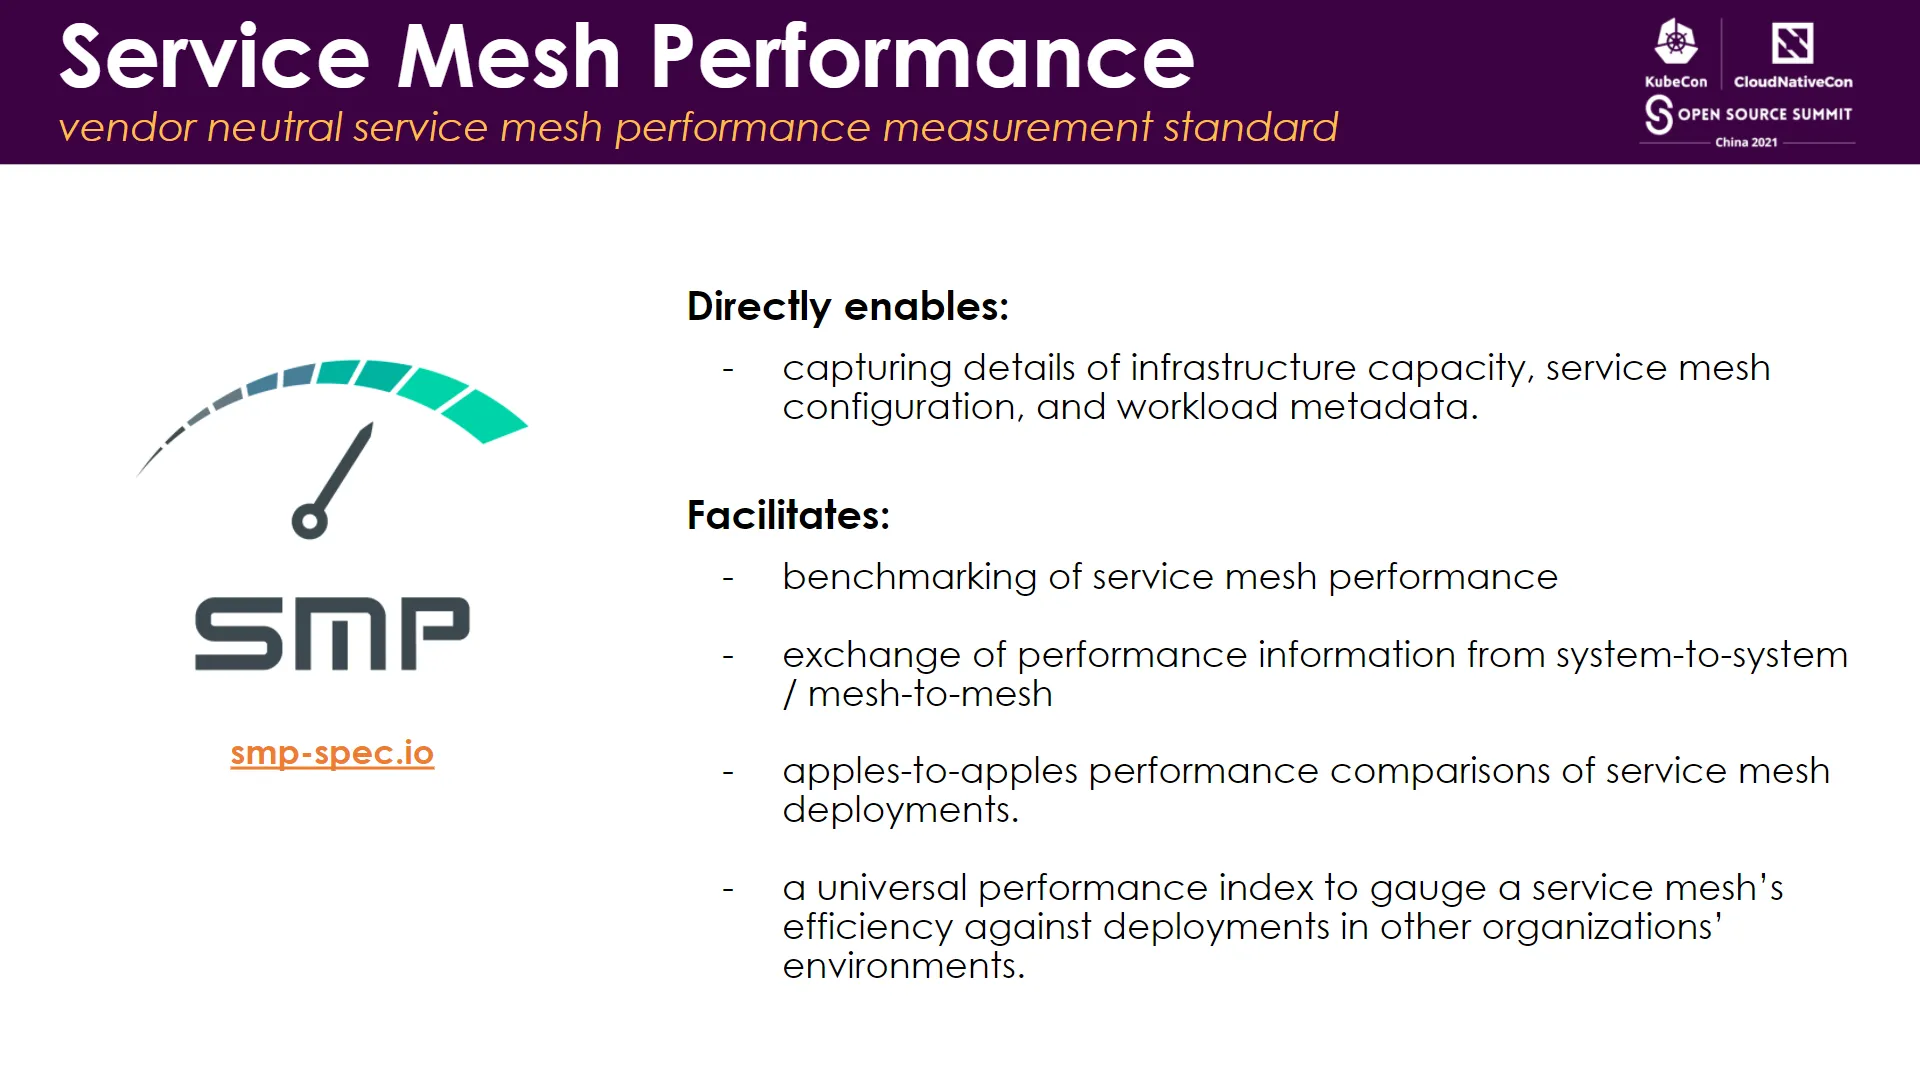 Service Mesh Performance
vendor neutral service mesh performance measurement standard
KubeCon
CloudNativeCon
OPEN SOURCE SUMMIT
China 2021
Directly enables:
- capturing details of infrastructure capacity, service mesh
configuration, and workload metadata.
Facilitates:
- benchmarking of service mesh performance
- exchange of performance information from system-to-system
/ mesh-to-mesh
- apples-to-apples performance comparisons of service mesh
deployments.
- a universal performance index to gauge a service mesh’s
efficiency against deployments in other organizations’
environments.
SMP
smp-spec.io